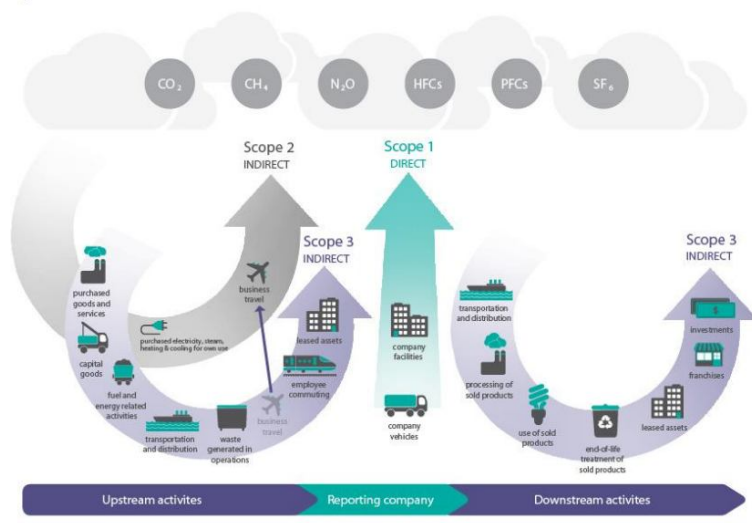 CO₂
CH₄
N₂O
HFCs
PFCs
SF₆
Scope 2
INDIRECT
Scope 1
DIRECT
Scope 3
INDIRECT
Scope 3
INDIRECT
purchased
goods and
services
capital
goods
fuel and
energy related
activities
transportation
and distribution
waste
generated in
operations
business
travel
employee
commuting
leased assets
purchased electricity, steam,
heating & cooling for own use
business
travel
company
facilities
company
vehicles
transportation
and distribution
processing of
sold products
use of sold
products
end-of-life
treatment of
sold products
leased assets
franchises
investments
$
Upstream activites
Reporting company
Downstream activites